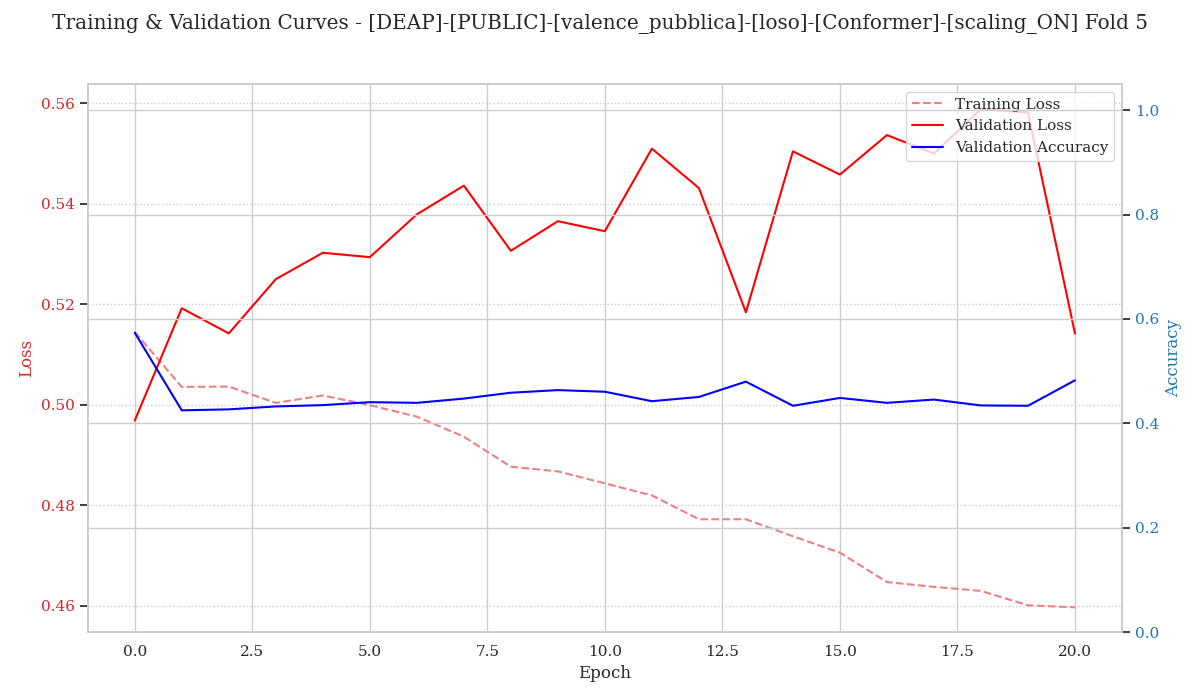 Training & Validation Curves - [DEAP]-[PUBLIC]-[valence_pubblica]-[loso]-[Conformer]-[scaling_ON] Fold 5
Training Loss
Validation Loss
Validation Accuracy
0.56
0.54
0.52
0.50
0.48
0.46
Loss
1.0
0.8
0.6
0.4
0.2
0.0
Accuracy
0.0 2.5 5.0 7.5 10.0 12.5 15.0 17.5 20.0
Epoch